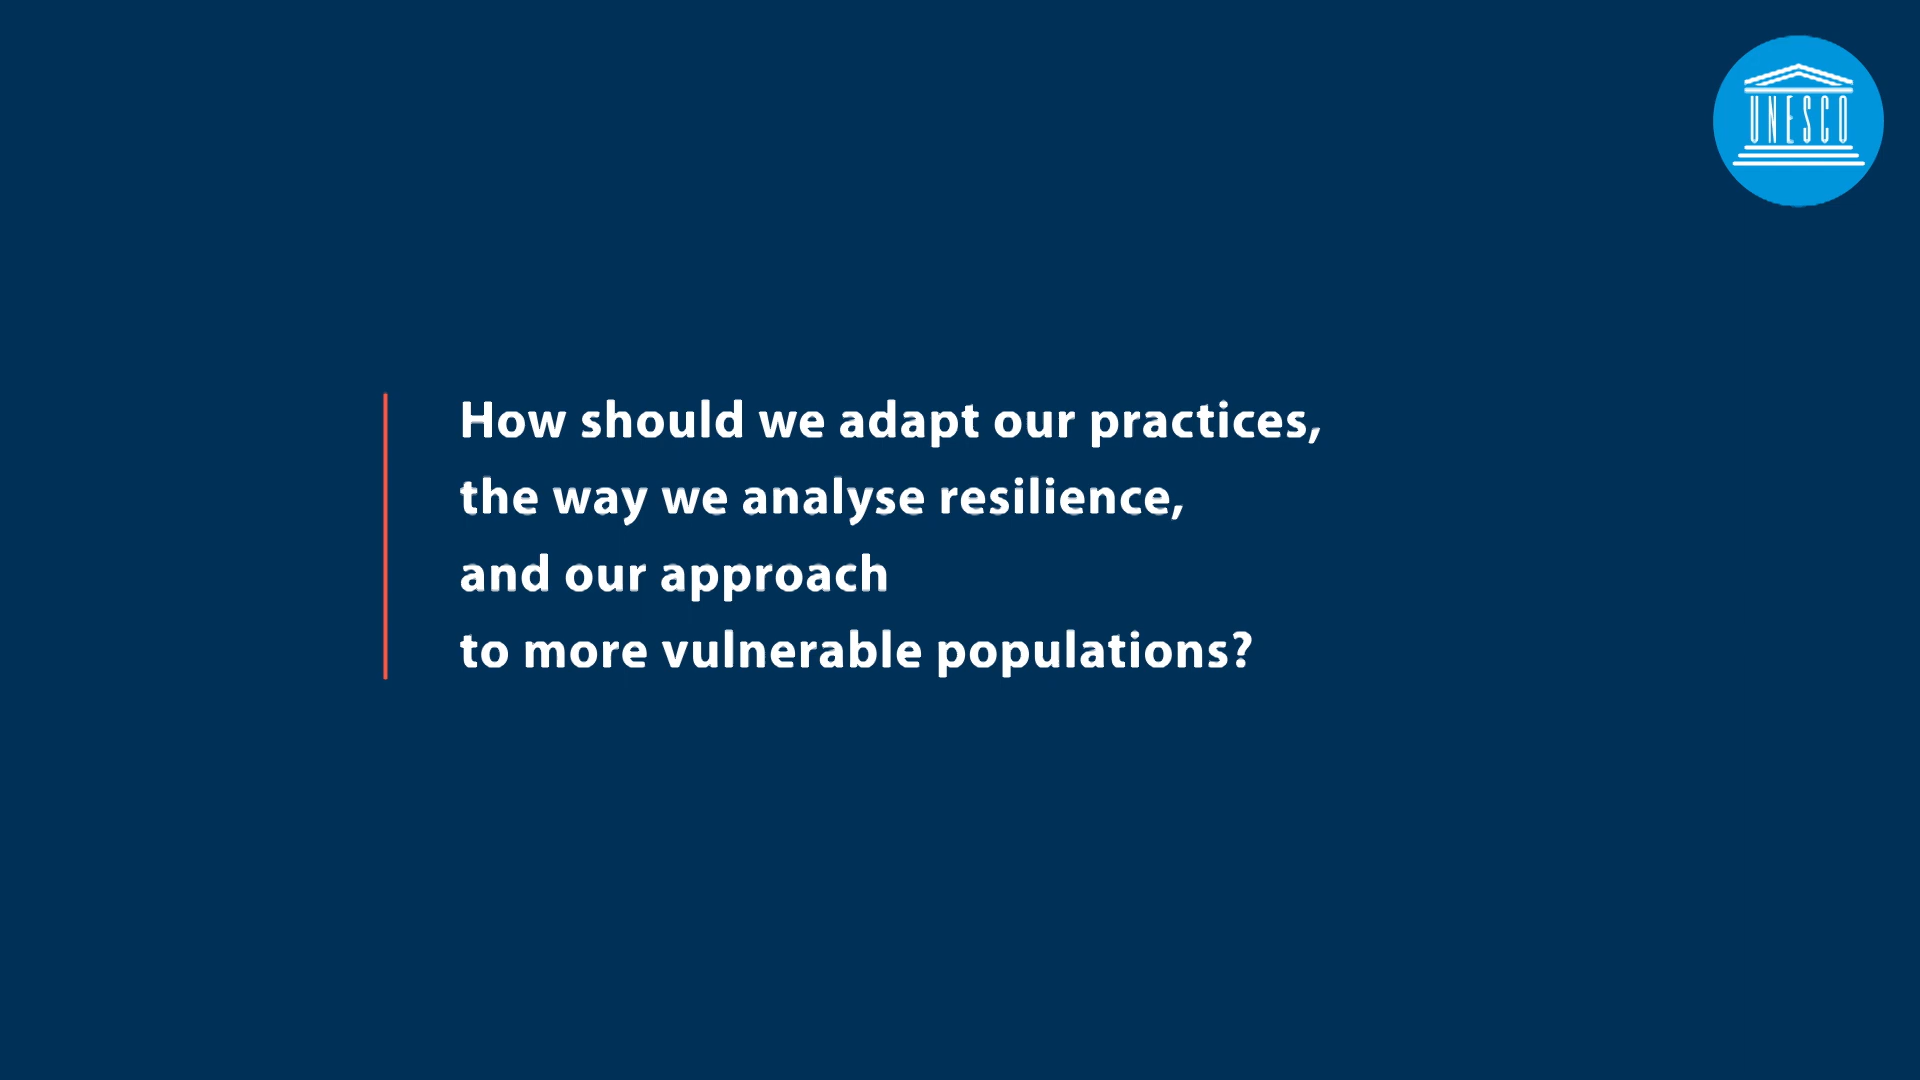 UNESCO
How should we adapt our practices,
the way we analyse resilience,
and our approach
to more vulnerable populations?